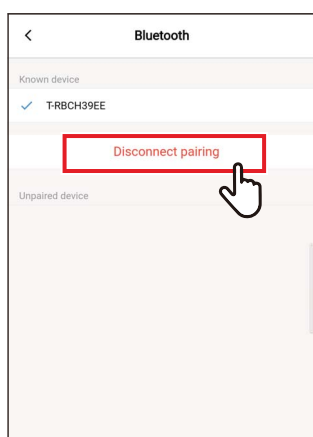 Bluetooth
Known device
T-RBCH39EE
Disconnect pairing
Unpaired device